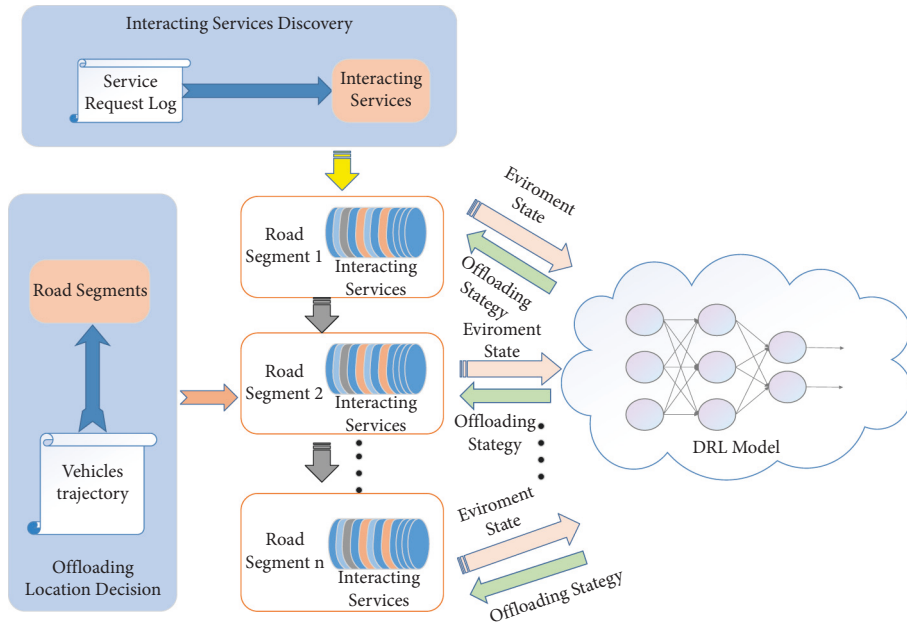 Interacting Services Discovery
Service
Request Log
Interacting
Services
Road Segments
Vehicles
trajectory
Offloading
Location Decision
Road
Segment 1
Interacting
Services
Road
Segment 2
Interacting
Services
Road
Segment n
Interacting
Services
Eviroment
State
Offloading
Stategy
Eviroment
State
Offloading
Stategy
Eviroment
State
Offloading Stategy
DRL Model